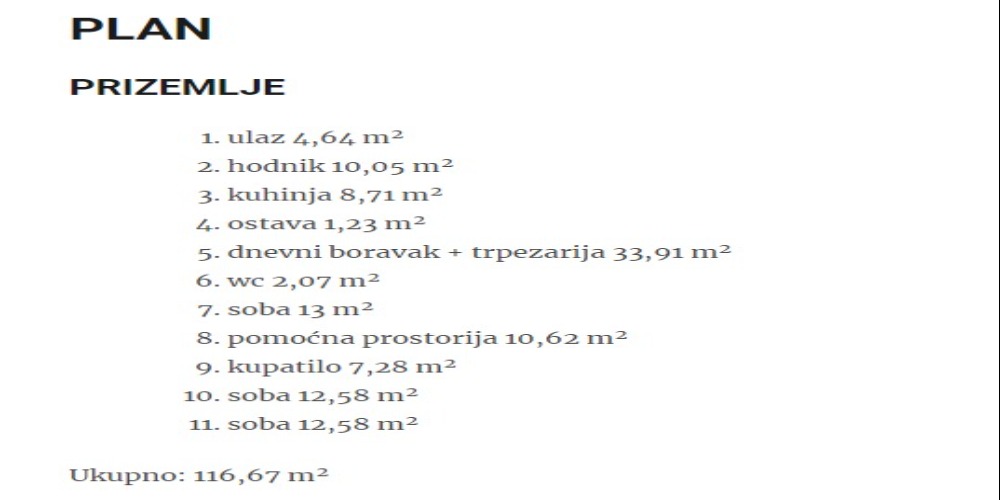 PLAN
PRIZEMLJE
1. ulaz 4,64 m²
2. hodnik 10,05 m²
3. kuhinja 8,71 m²
4. ostava 1,23 m²
5. dnevni boravak + trpezarija 33,91 m²
6. wc 2,07 m²
7. soba 13 m²
8. pomoćna prostorija 10,62 m²
9. kupatilo 7,28 m²
10. soba 12,58 m²
11. soba 12,58 m²
Ukupno: 116,67 m²